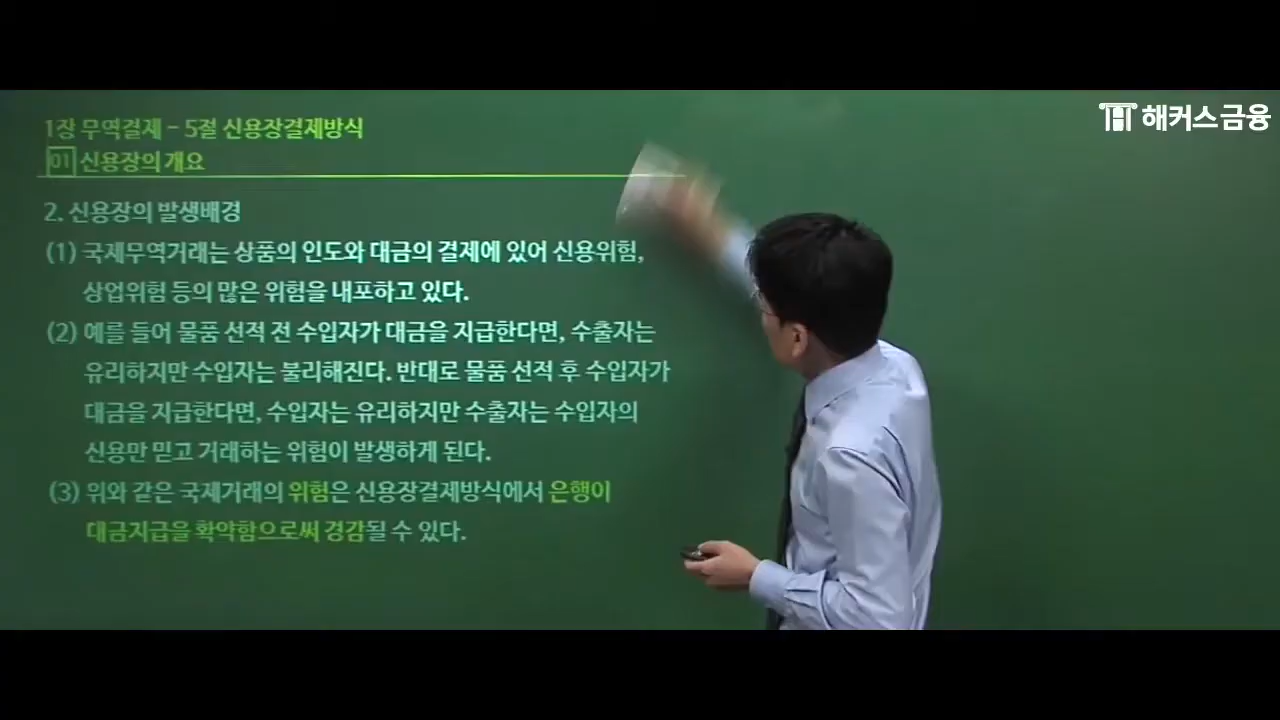 해커스금융
1장 무역결제 - 5절 신용장결제방식
01 신용장의 개요
2. 신용장의 발생배경
(1) 국제무역거래는 상품의 인도와 대금의 결제에 있어 신용위험,
상업위험 등의 많은 위험을 내포하고 있다.
(2) 예를 들어 물품 선적 전 수입자가 대금을 지급한다면, 수출자는
유리하지만 수입자는 불리해진다. 반대로 물품 선적 후 수입자가
대금을 지급한다면, 수입자는 유리하지만 수출자는 수입자의
신용만 믿고 거래하는 위험이 발생하게 된다.
(3) 위와 같은 국제거래의 위험은 신용장결제방식에서 은행이
대금지급을 확약함으로써 경감될 수 있다.